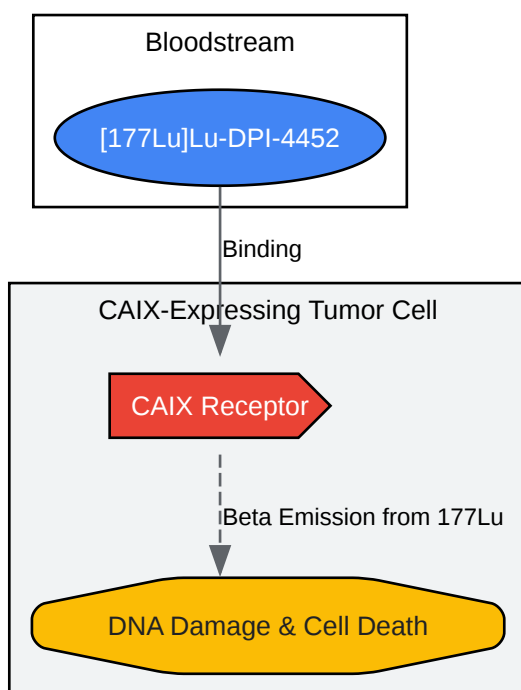 Bloodstream
[177Lu]Lu-DPI-4452
Binding
CAIX-Expressing Tumor Cell
CAIX Receptor
Beta Emission from 177Lu
DNA Damage & Cell Death